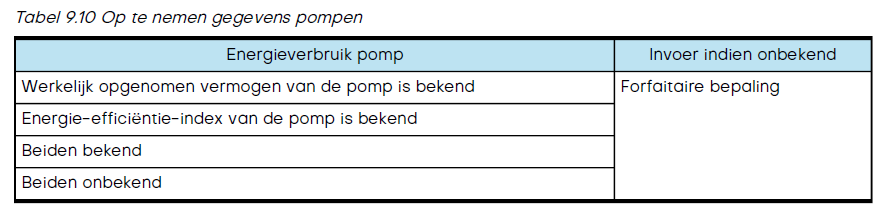 Tabel 9.10 Op te nemen gegevens pompen
Energieverbruik pomp Invoer indien onbekend
Werkelijk opgenomen vermogen van de pomp is bekend Forfaitaire bepaling
Energie-efficiëntie-index van de pomp is bekend
Beiden bekend
Beiden onbekend